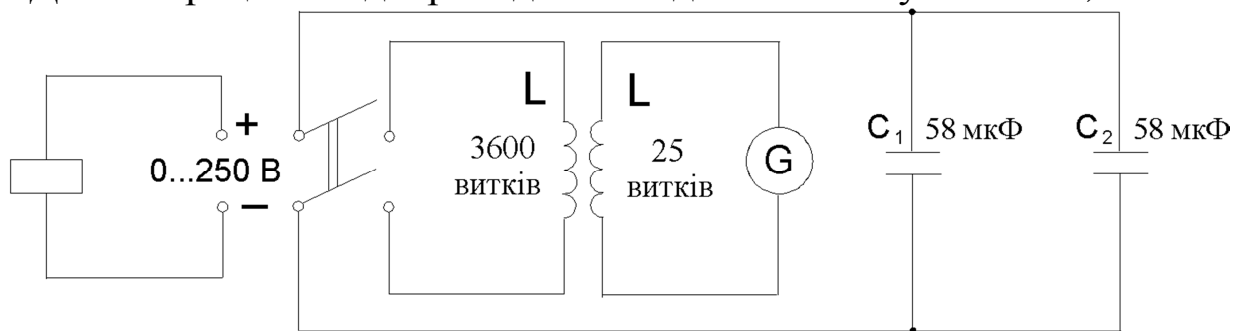 +
0...250 В
−
L
3600
витків
L
25
витків
G
C₁ 58 мкФ
C₂ 58 мкФ